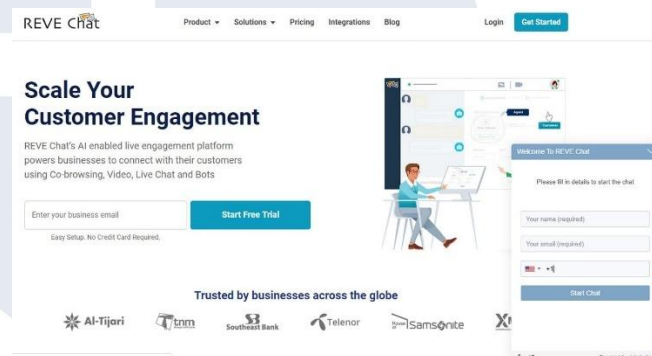 REVE Chat
Product
Solutions
Pricing
Integrations
Blog
Login
Get Started
Scale Your
Customer Engagement
REVE Chat's AI enabled live engagement platform
powers businesses to connect with their customers
using Co-browsing, Video, Live Chat and Bots
Enter your business email
Start Free Trial
Easy Setup. No Credit Card Required.
Welcome To REVE Chat
Please fill in details to start the chat
Your name (required)
Your email (required)
+1
Start Chat
Trusted by businesses across the globe
Al-Tijari
tnm
Southeast Bank
Telenor
Samsonite